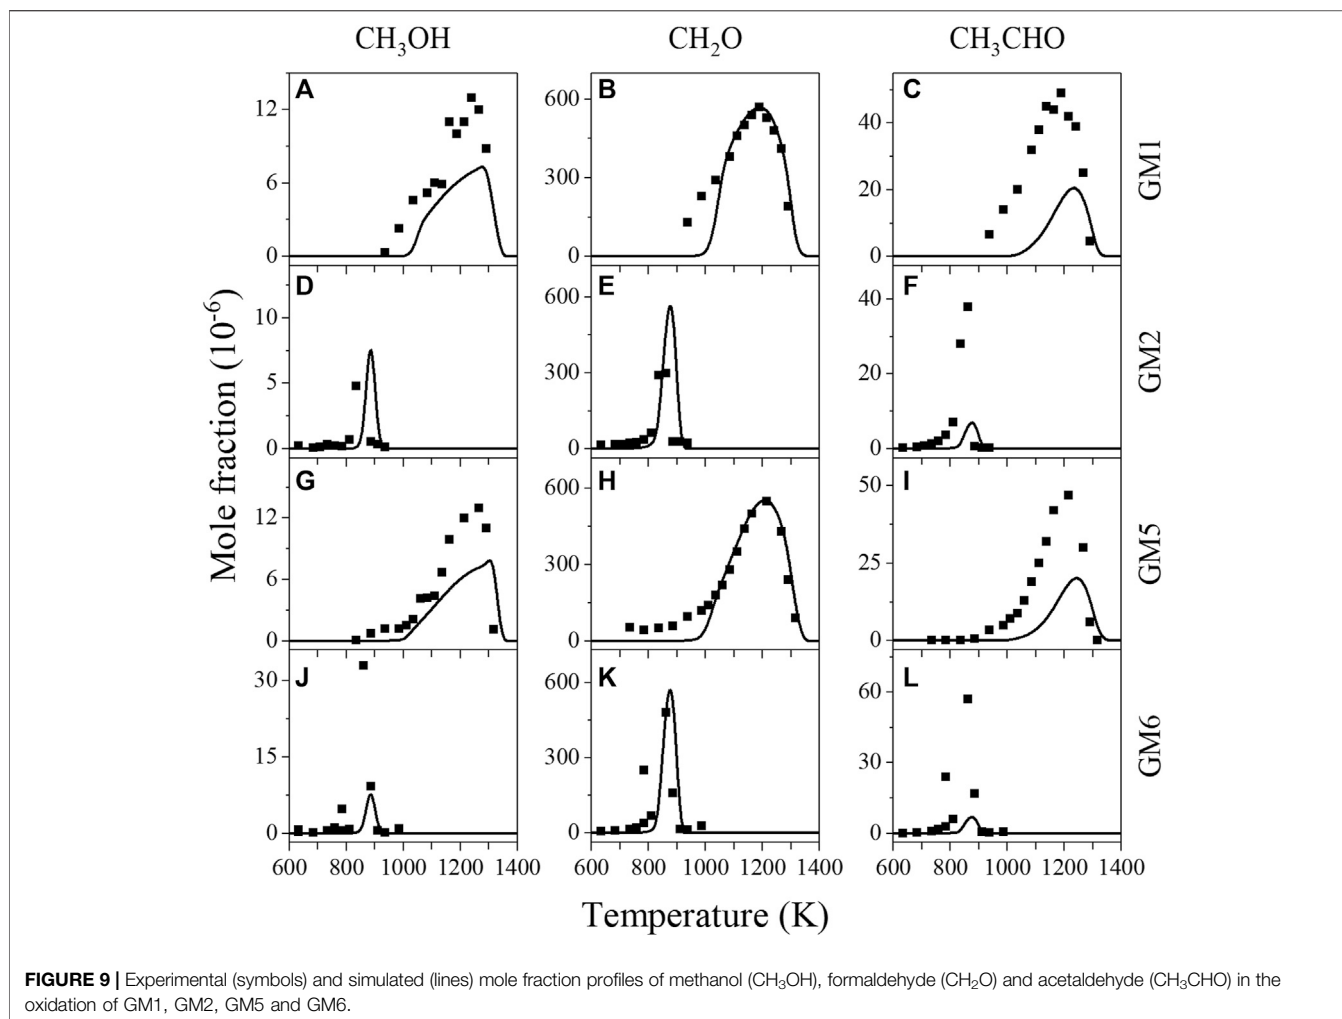 CH₃OH CH₂O CH₃CHO
A B C
12 600 40
6 300 20
0 0 0
GM1
D E F
10 600 40
5 300 20
0 0 0
GM2
G H I
12 600 50
6 300 25
0 0 0
GM5
J K L
30 600 60
15 300 30
0 0 0
GM6
600 800 1000 1200 1400 600 800 1000 1200 1400 600 800 1000 1200 1400
Mole fraction (10⁻⁶)
Temperature (K)
FIGURE 9 | Experimental (symbols) and simulated (lines) mole fraction profiles of methanol (CH₃OH), formaldehyde (CH₂O) and acetaldehyde (CH₃CHO) in the
oxidation of GM1, GM2, GM5 and GM6.